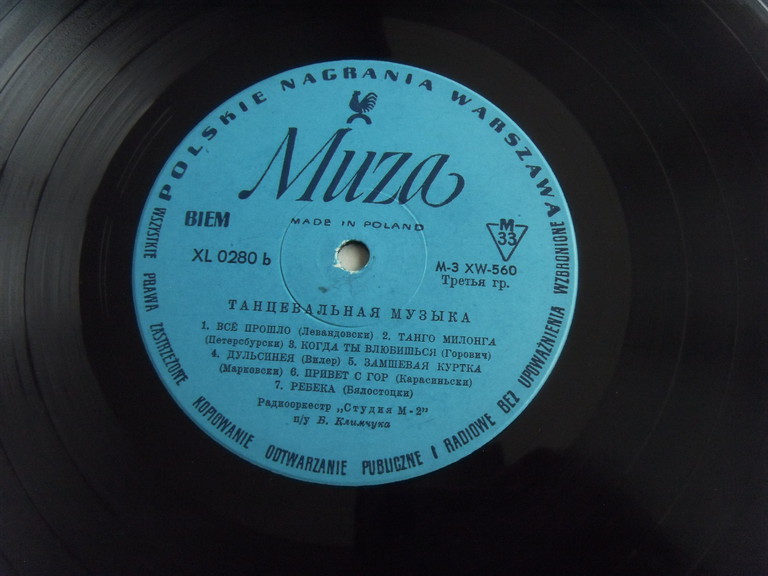 POLSKIE NAGRANIA WARSZAWA
Muza
MADE IN POLAND
BIEM
M
33
XL 0280 b
M-3 XW-560
Третья гр.
ТАНЦЕВАЛЬНАЯ МУЗЫКА
1. ВСЁ ПРОШЛО (Левандовски) 2. ТАНГО МИЛОНГА
(Петерсбурски) 3. КОГДА ТЫ ВЛЮБИШЬСЯ (Горович)
4. ДУЛЬСИНЕЯ (Вилер) 5. ЗАМШЕВАЯ КУРТКА
(Марковски) 6. ПРИВЕТ С ГОР (Карасиньски)
7. РЕБЕКА (Бялостоцки)
Радиооркестр „Студия М-2"
п/у Б. Климчука
WSZYSTKIE PRAWA ZASTRZEŻONE KOPIOWANIE ODTWARZANIE PUBLICZNE I RADIOWE BEZ UPOWAŻNIENIA WZBRONIONE